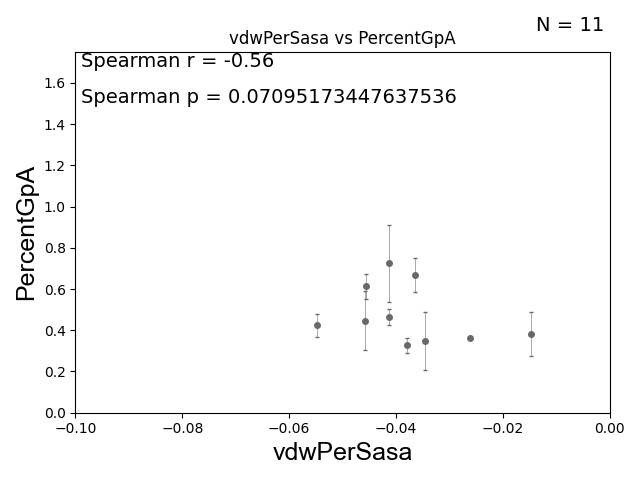 N = 11
vdwPerSasa vs PercentGpA
Spearman r = -0.56
Spearman p = 0.07095173447637536
1.6
1.4
1.2
1.0
0.8
0.6
0.4
0.2
0.0
PercentGpA
−0.10 −0.08 −0.06 −0.04 −0.02 0.00
vdwPerSasa